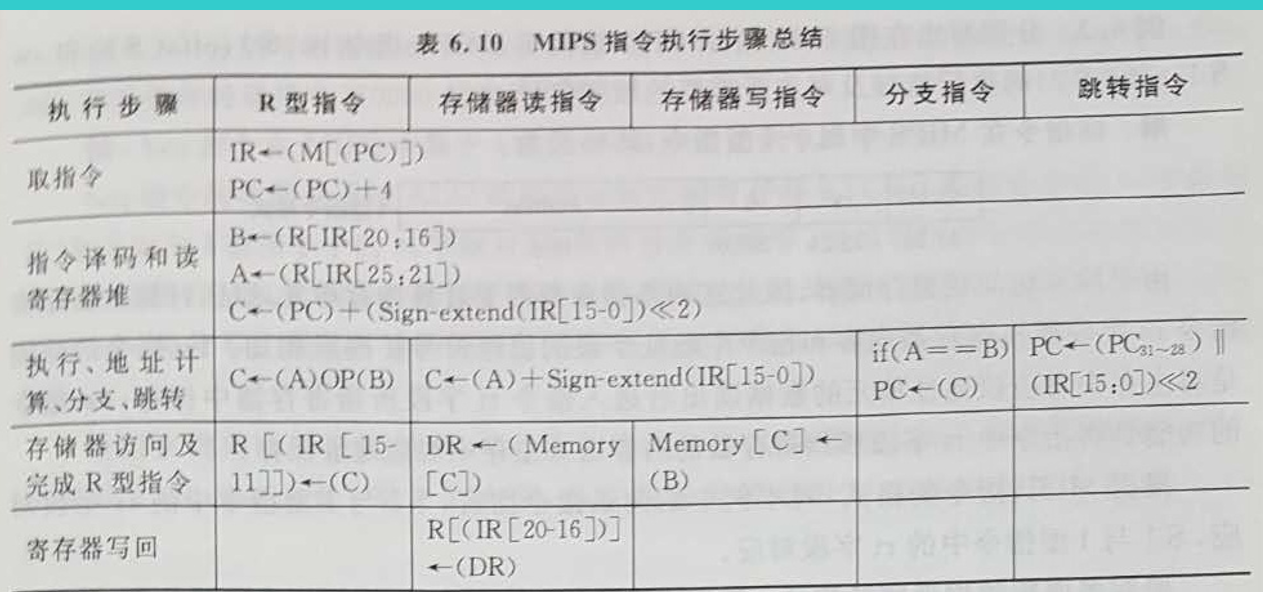 表 6.10 MIPS 指令执行步骤总结
执行步骤 R 型指令 存储器读指令 存储器写指令 分支指令 跳转指令
取指令
IR←(M[(PC)])
PC←(PC)+4
指令译码和读
寄存器堆
B←(R[IR[20:16])
A←(R[IR[25:21])
C←(PC)+(Sign-extend(IR[15-0])≪2)
执行、地址计
算、分支、跳转
C←(A)OP(B)
C←(A)+Sign-extend(IR[15-0])
if(A==B)
PC←(C)
PC←(PC31~28)‖
(IR[15:0])≪2
存储器访问及
完成 R 型指令
R[(IR[15-
11]])←(C)
DR←(Memory
[C])
Memory[C]←
(B)
寄存器写回
R[(IR[20-16])]
←(DR)